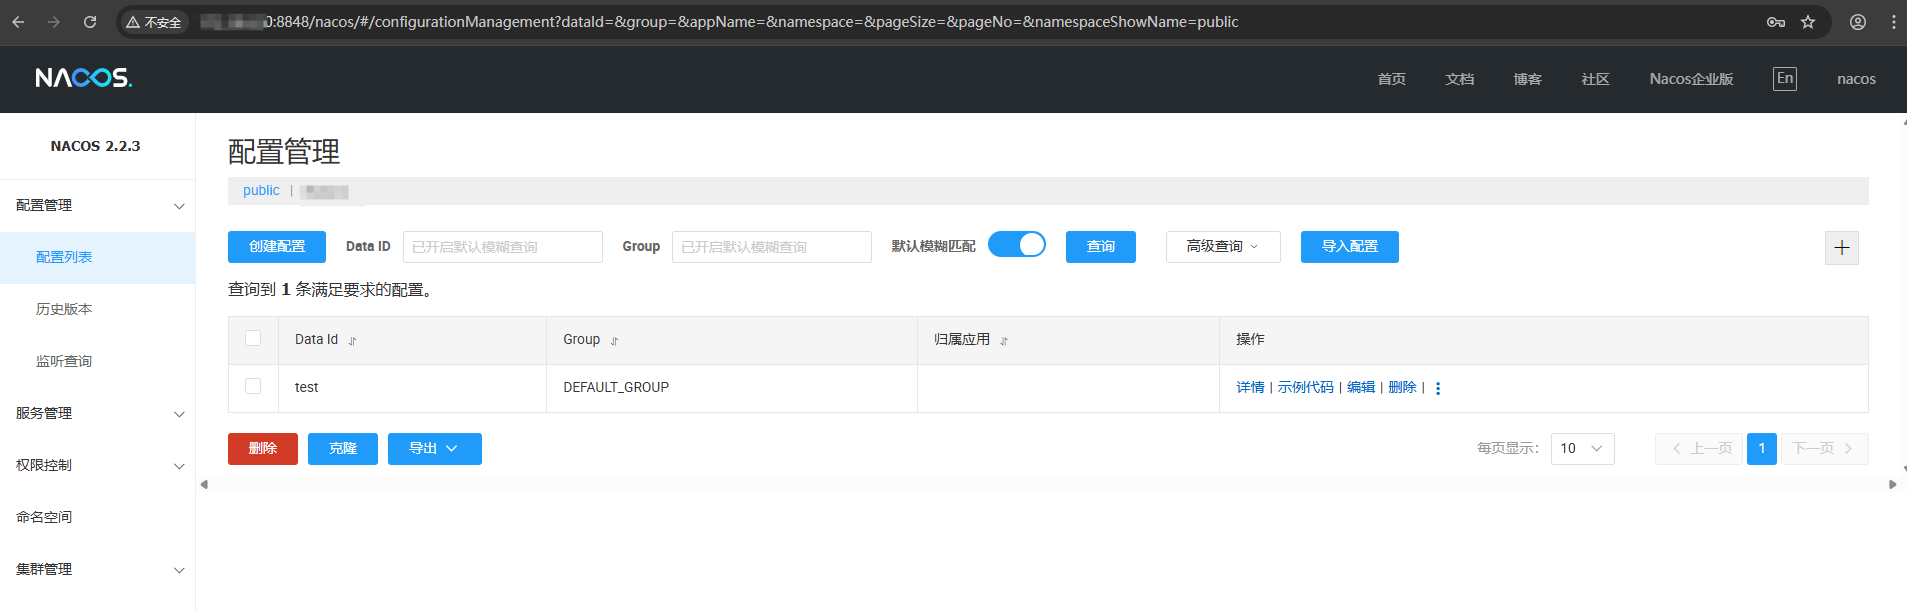 不安全 0:8848/nacos/#/configurationManagement?dataId=&group=&appName=&namespace=&pageSize=&pageNo=&namespaceShowName=public
NACOS. 首页 文档 博客 社区 Nacos企业版 En nacos
NACOS 2.2.3
配置管理
配置列表
历史版本
监听查询
服务管理
权限控制
命名空间
集群管理
配置管理
public |
创建配置 Data ID 已开启默认模糊查询 Group 已开启默认模糊查询 默认模糊匹配 查询 高级查询 导入配置
查询到 1 条满足要求的配置。
Data Id Group 归属应用 操作
test DEFAULT_GROUP 详情 | 示例代码 | 编辑 | 删除 |
删除 克隆 导出 每页显示: 10 上一页 1 下一页